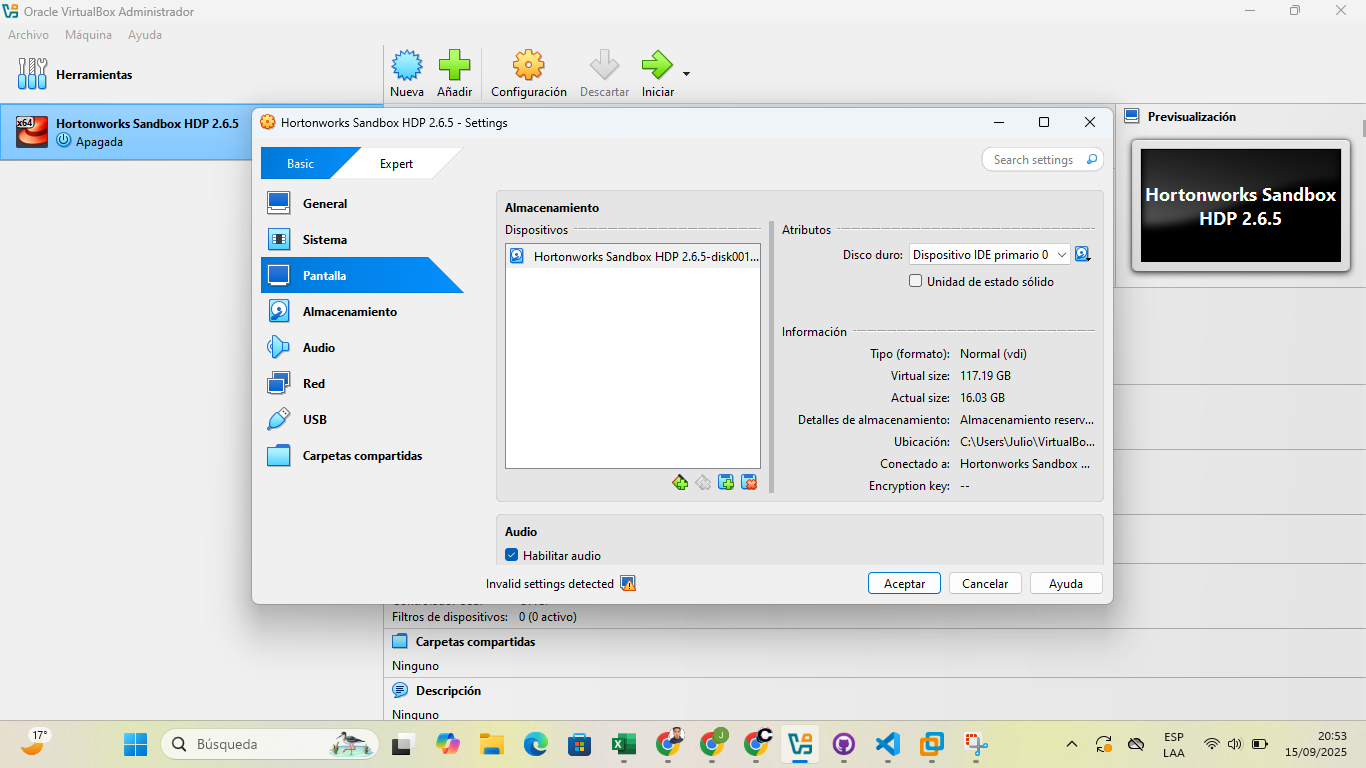 Oracle VirtualBox Administrador
Archivo Máquina Ayuda
Herramientas
Nueva Añadir Configuración Descartar Iniciar
x64
Hortonworks Sandbox HDP 2.6.5
Apagada
Hortonworks Sandbox HDP 2.6.5 - Settings
Basic Expert
Search settings
General
Sistema
Pantalla
Almacenamiento
Audio
Red
USB
Carpetas compartidas
Almacenamiento
Dispositivos
Hortonworks Sandbox HDP 2.6.5-disk001...
Atributos
Disco duro: Dispositivo IDE primario 0
Unidad de estado sólido
Información
Tipo (formato): Normal (vdi)
Virtual size: 117.19 GB
Actual size: 16.03 GB
Detalles de almacenamiento: Almacenamiento reserv...
Ubicación: C:\Users\Julio\VirtualBo...
Conectado a: Hortonworks Sandbox ...
Encryption key: --
Audio
Habilitar audio
Invalid settings detected
Aceptar Cancelar Ayuda
Previsualización
Hortonworks Sandbox
HDP 2.6.5
Filtros de dispositivos: 0 (0 activo)
Carpetas compartidas
Ninguno
Descripción
Ninguno
17°
Búsqueda
ESP
LAA
20:53
15/09/2025